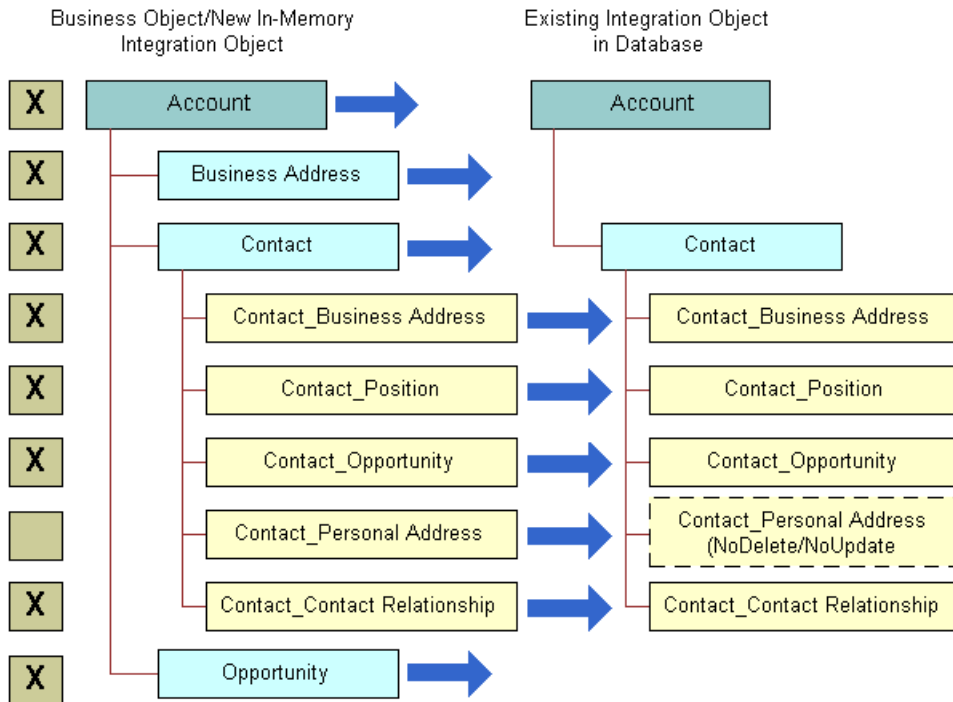 Business Object/New In-Memory
Integration Object
Existing Integration Object
in Database
X
Account
Account
X
Business Address
X
Contact
Contact
X
Contact_Business Address
Contact_Business Address
X
Contact_Position
Contact_Position
X
Contact_Opportunity
Contact_Opportunity
Contact_Personal Address
Contact_Personal Address
(NoDelete/NoUpdate
X
Contact_Contact Relationship
Contact_Contact Relationship
X
Opportunity